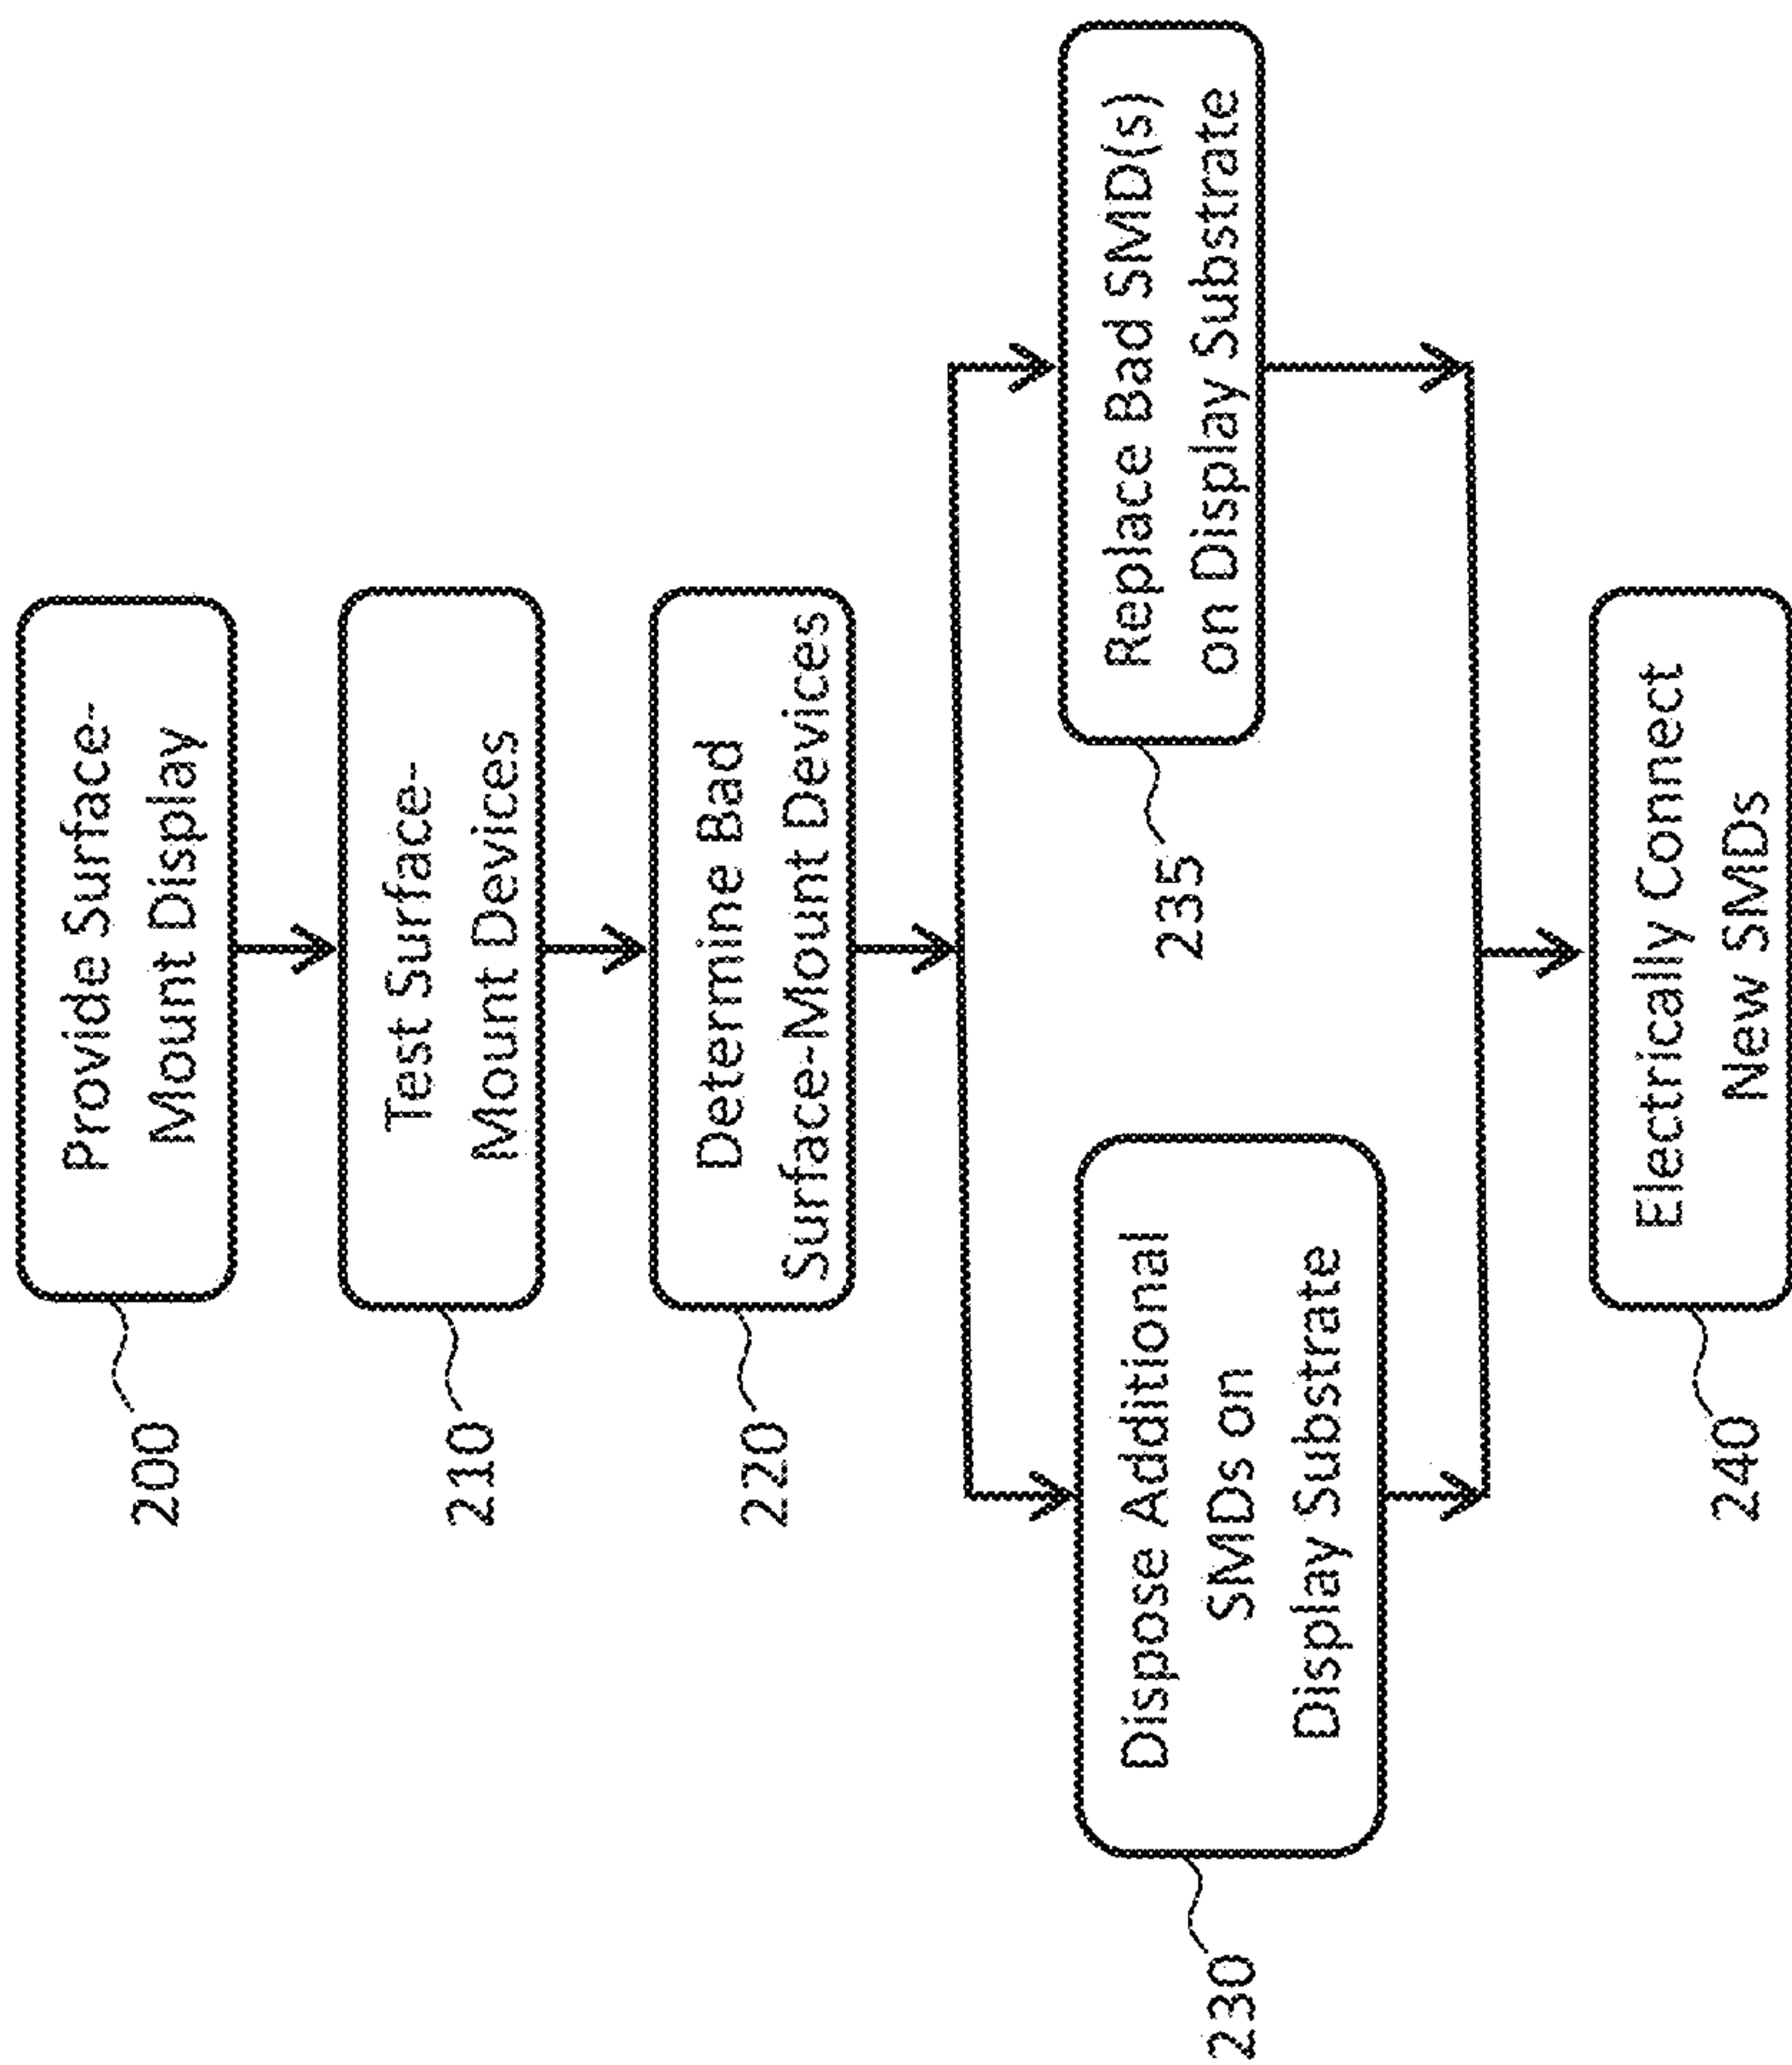 200
Provide Surface-
Mount Display
210
Test Surface-
Mount Devices
220
Determine Bad
Surface-Mount Devices
230
Dispose Additional
SMDs on
Display Substrate
235
Replace Bad SMD(s)
on Display Substrate
240
Electrically Connect
New SMDs